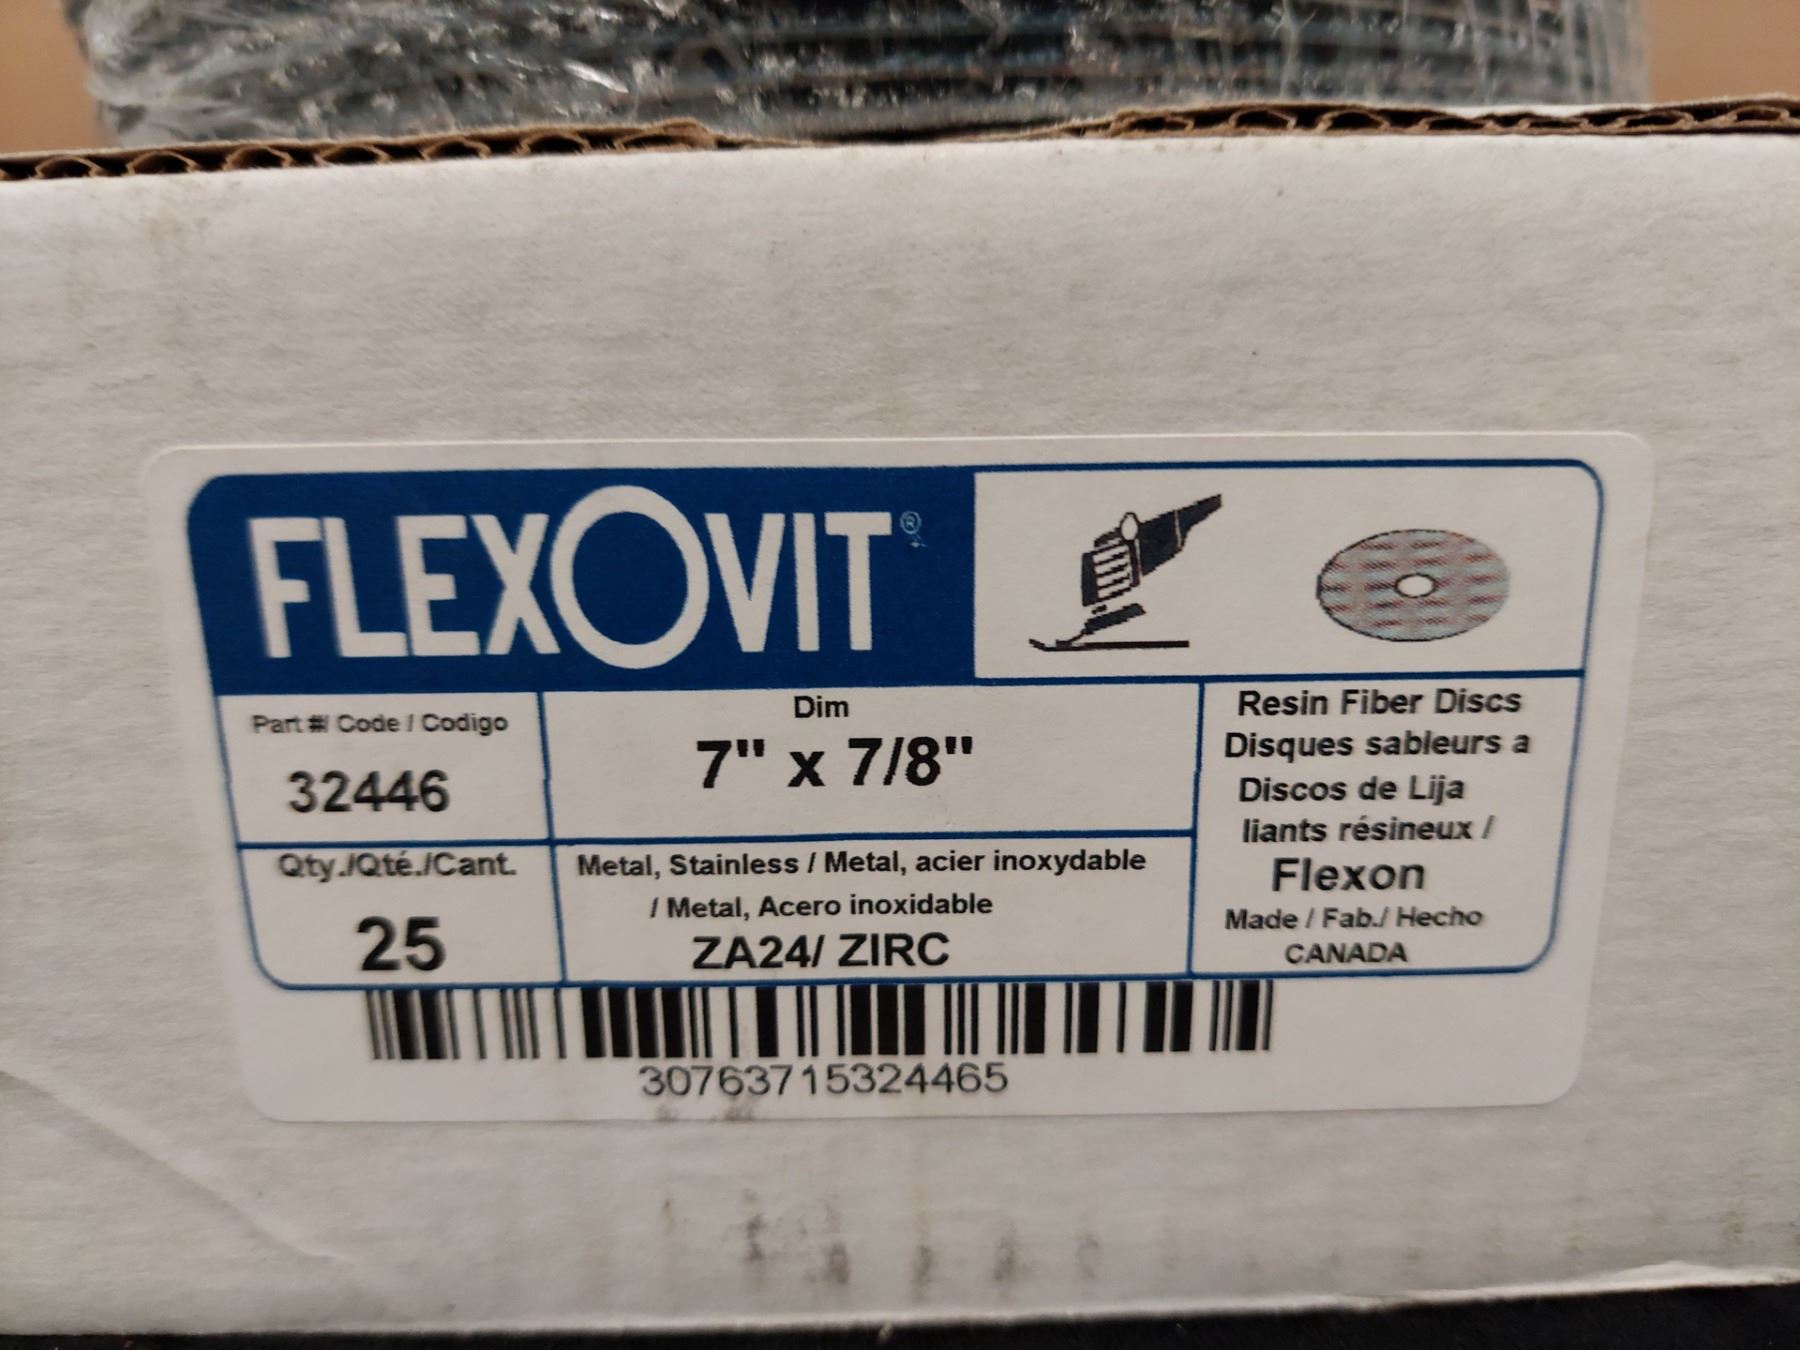 FLEXOVIT®
Part #/ Code / Codigo
32446
Dim
7" x 7/8"
Resin Fiber Discs
Disques sableurs a
Discos de Lija
liants résineux /
Flexon
Made / Fab./ Hecho
CANADA
Qty./Qté./Cant.
25
Metal, Stainless / Metal, acier inoxydable
/ Metal, Acero inoxidable
ZA24/ ZIRC
30763715324465